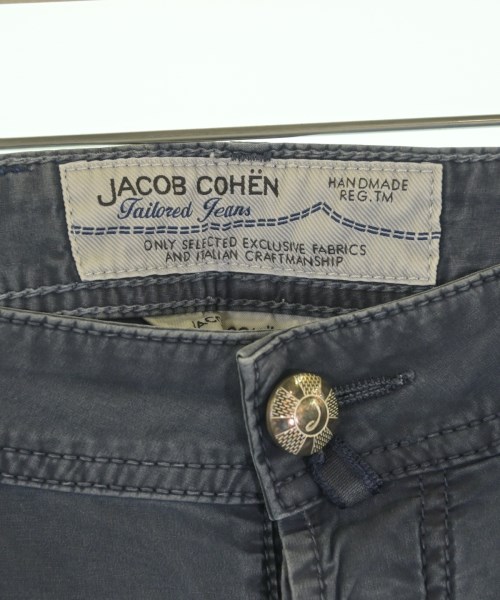 JACOB COHËN
Tailored Jeans
HANDMADE
REG.TM
ONLY SELECTED EXCLUSIVE FABRICS
AND ITALIAN CRAFTMANSHIP